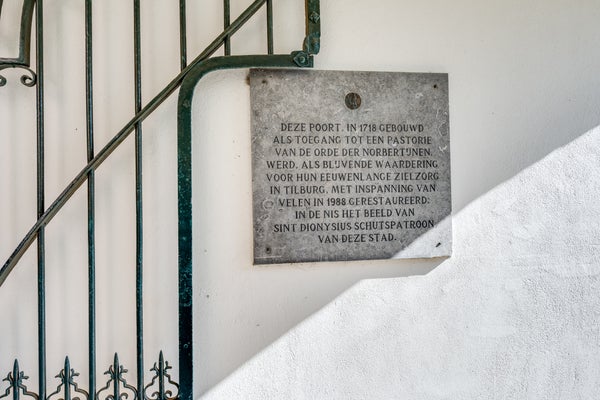 DEZE POORT, IN 1718 GEBOUWD
ALS TOEGANG TOT EEN PASTORIE
VAN DE ORDE DER NORBERTIJNEN,
WERD, ALS BLIJVENDE WAARDERING
VOOR HUN EEUWENLANGE ZIELZORG
IN TILBURG, MET INSPANNING VAN
VELEN IN 1988 GERESTAUREERD;
IN DE NIS HET BEELD VAN
SINT DIONYSIUS SCHUTSPATROON
VAN DEZE STAD.